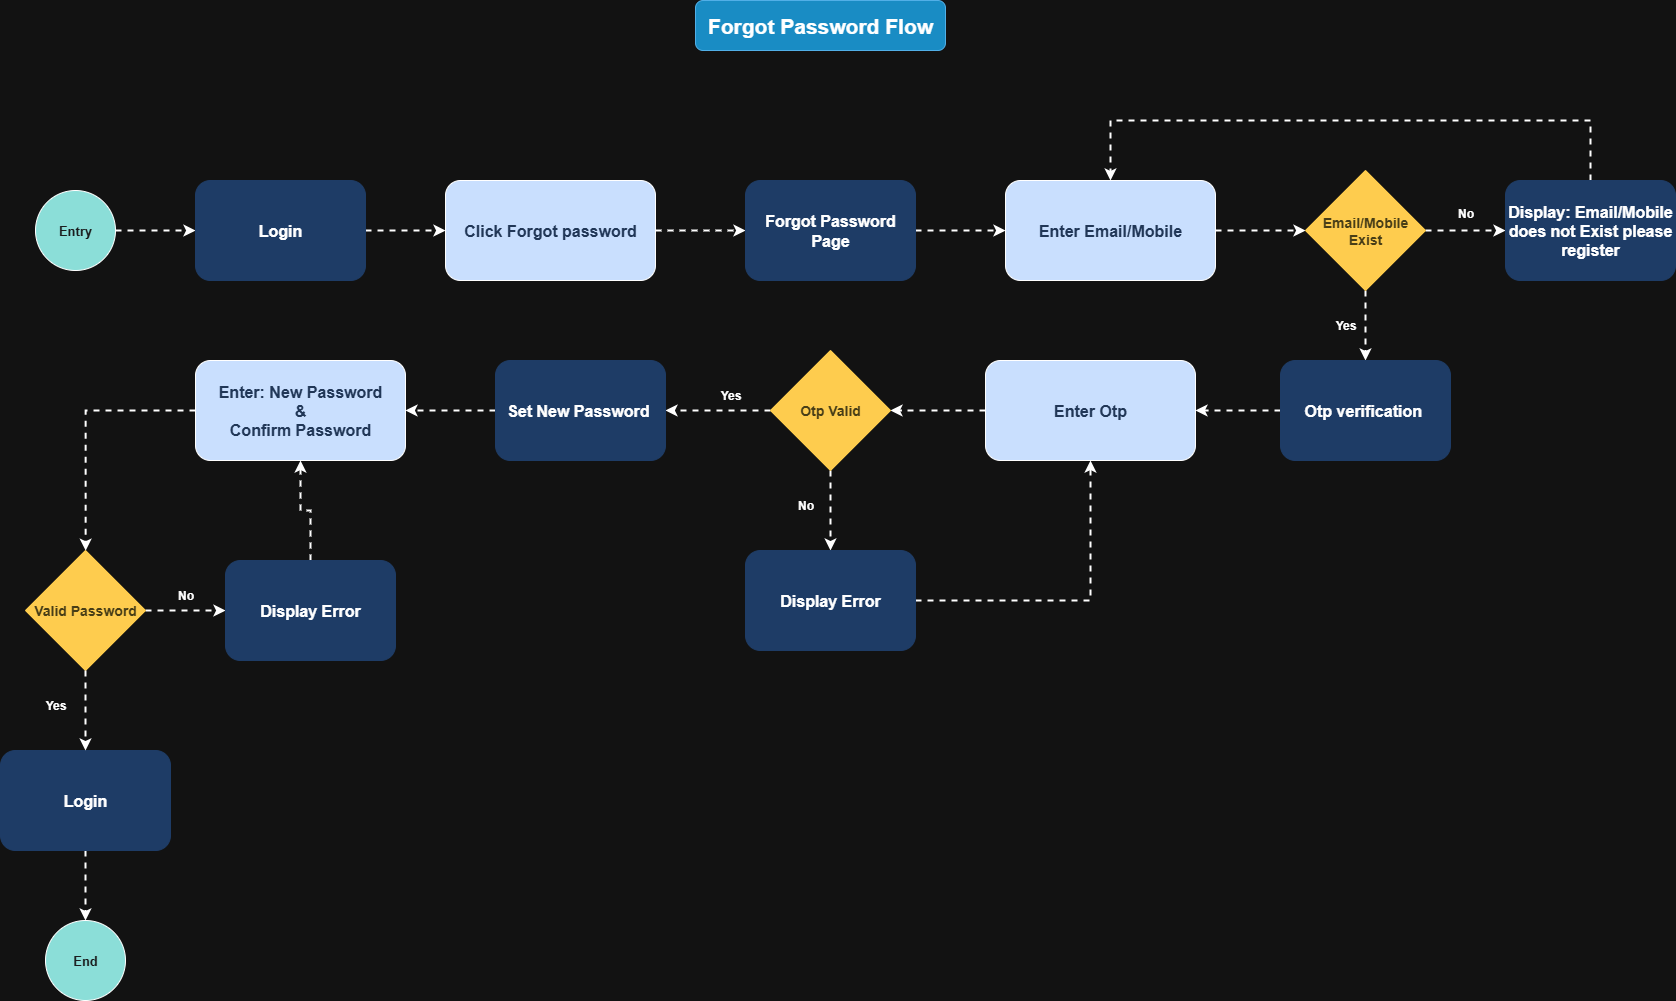 Forgot Password Flow
Entry
Login
Click Forgot password
Forgot Password
Page
Enter Email/Mobile
Email/Mobile
Exist
No
Display: Email/Mobile
does not Exist please
register
Yes
Otp verification
Enter Otp
Otp Valid
Yes
Set New Password
Enter: New Password
&
Confirm Password
No
Display Error
Valid Password
No
Display Error
Yes
Login
End